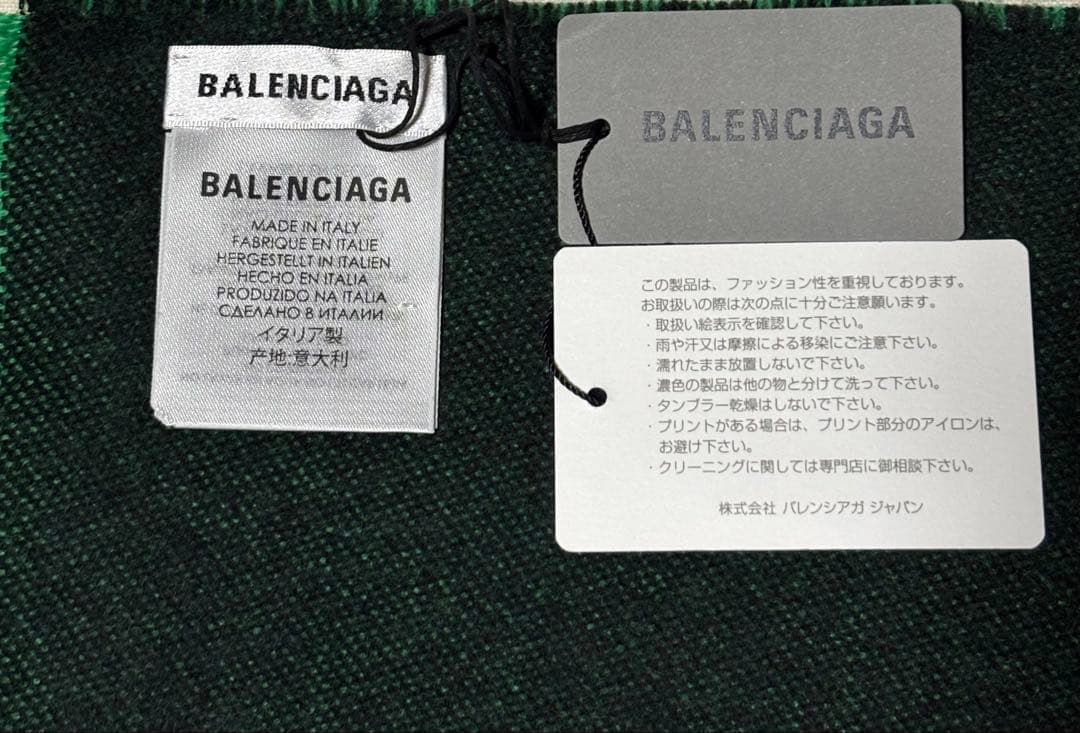 BALENCIAGA
BALENCIAGA
MADE IN ITALY
FABRIQUE EN ITALIE
HERGESTELLT IN ITALIEN
HECHO EN ITALIA
PRODUZIDO NA ITALIA
СДЕЛАНО В ИТАЛИИ
イタリア製
产地:意大利
BALENCIAGA
この製品は、ファッション性を重視しております。
お取扱いの際は次の点に十分ご注意願います。
・取扱い絵表示を確認して下さい。
・雨や汗又は摩擦による移染にご注意下さい。
・濡れたまま放置しないで下さい。
・濃色の製品は他の物と分けて洗って下さい。
・タンブラー乾燥はしないで下さい。
・プリントがある場合は、プリント部分のアイロンは、
お避け下さい。
・クリーニングに関しては専門店に御相談下さい。
株式会社 バレンシアガ ジャパン